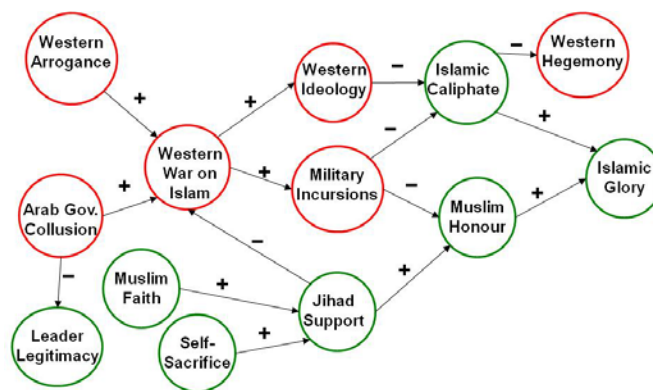 Western
Arrogance
+
Arab Gov.
Collusion
+
−
Leader
Legitimacy
Western
War on
Islam
+
+
−
Muslim
Faith
+
Self-
Sacrifice
+
Jihad
Support
+
Western
Ideology
−
Military
Incursions
−
−
Islamic
Caliphate
−
+
Muslim
Honour
+
Western
Hegemony
Islamic
Glory